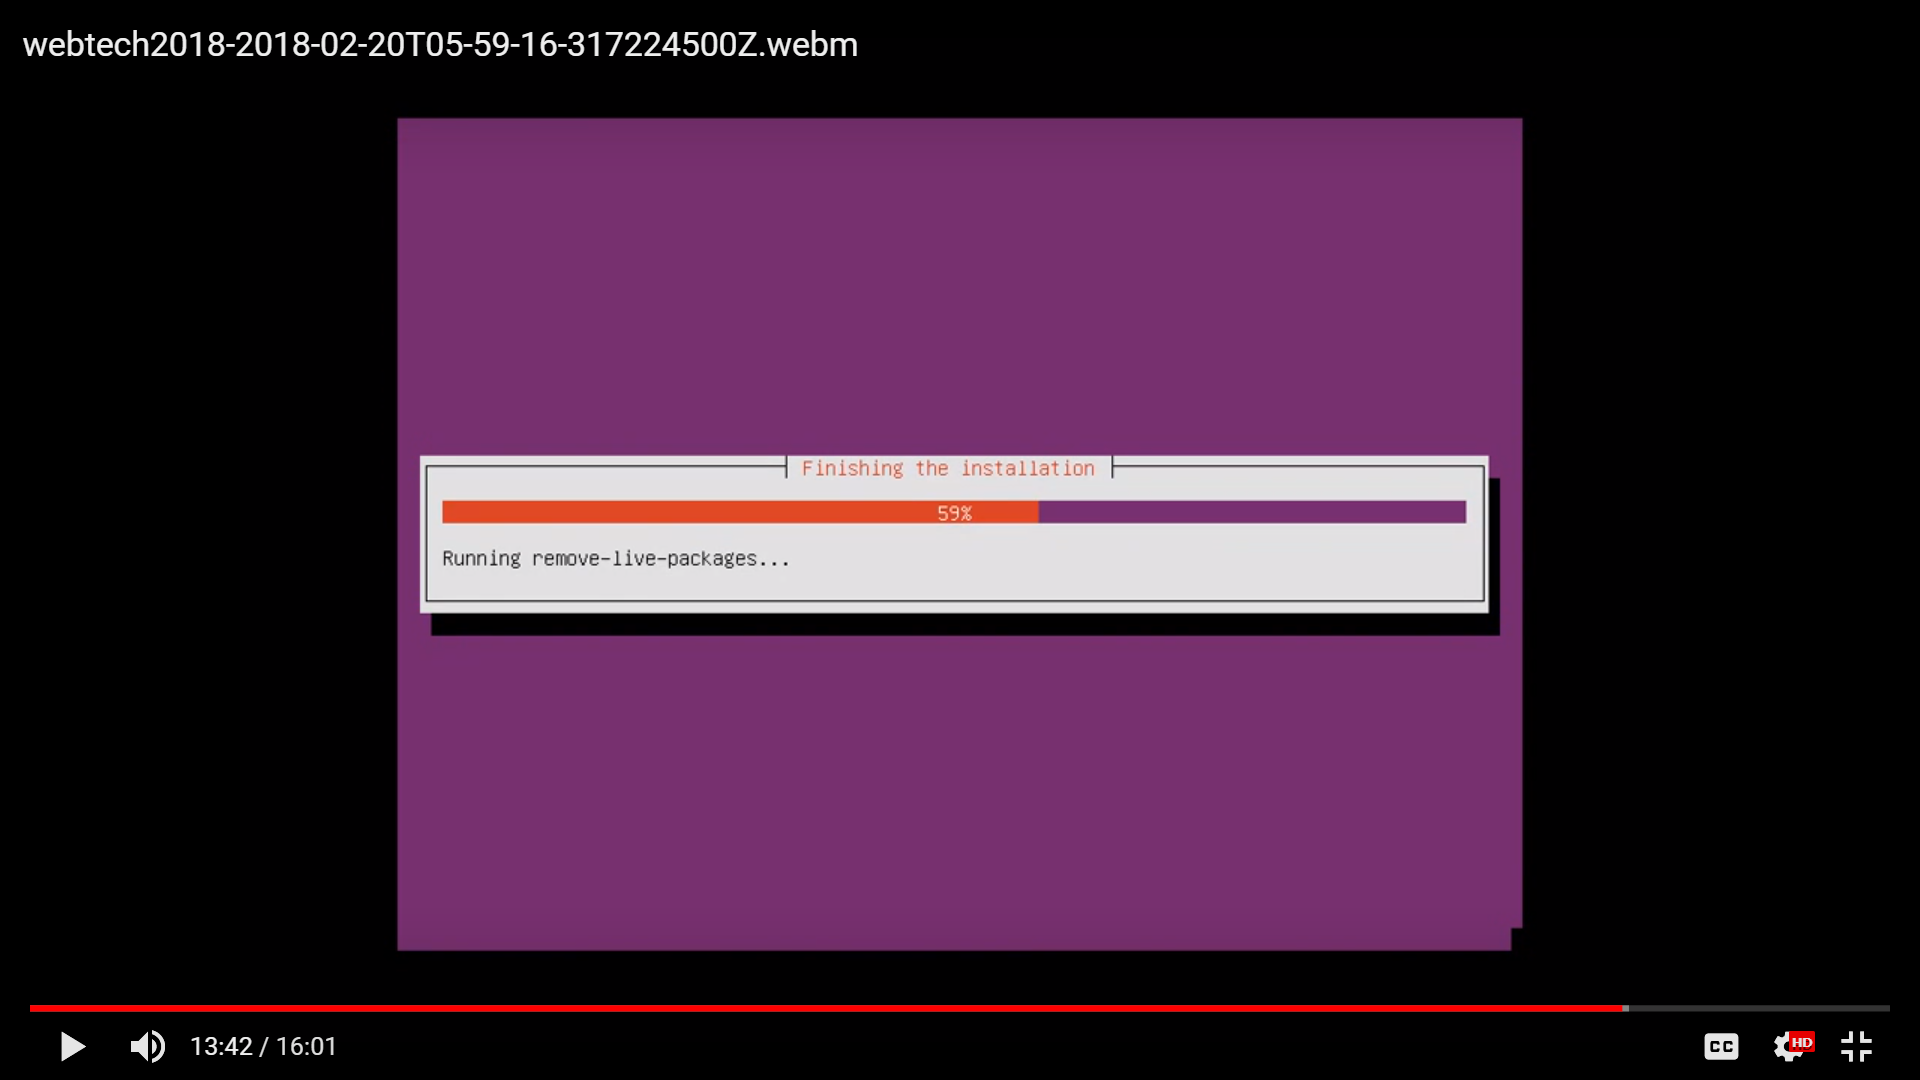 webtech2018-2018-02-20T05-59-16-317224500Z.webm
Finishing the installation
59%
Running remove-live-packages...
13:42 / 16:01
CC
HD